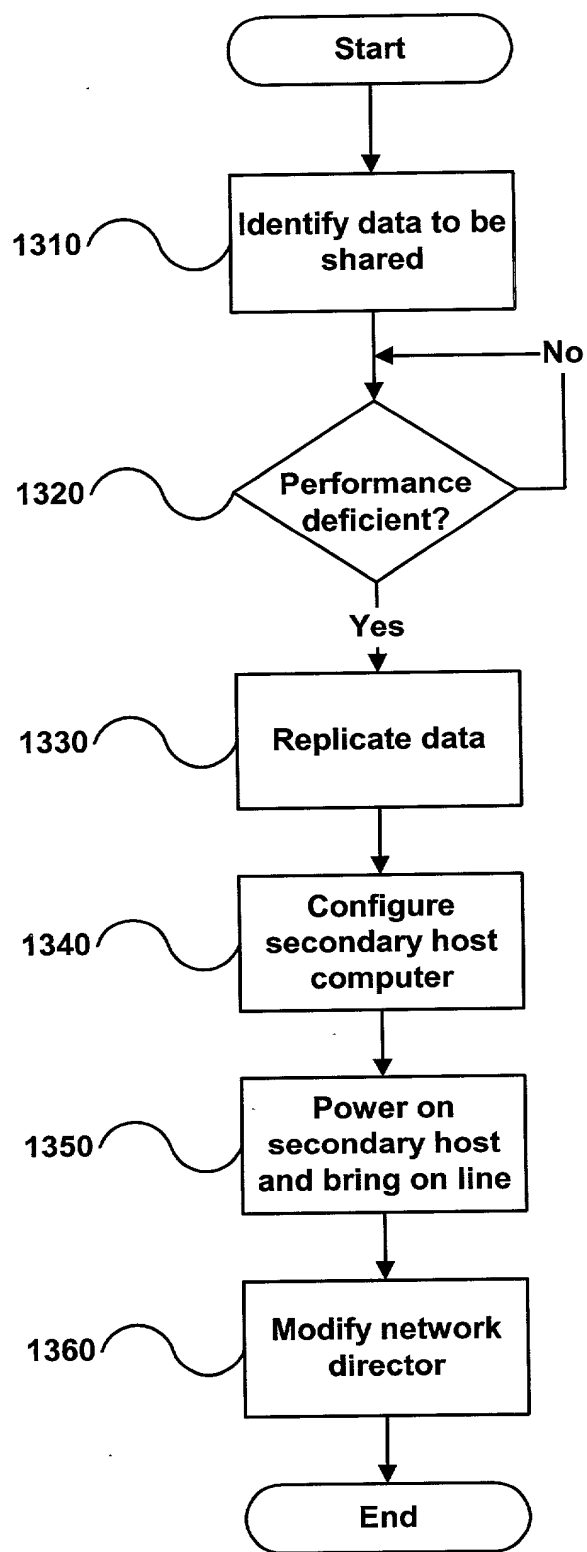 Start
1310
Identify data to be
shared
No
1320
Performance
deficient?
Yes
1330
Replicate data
1340
Configure
secondary host
computer
1350
Power on
secondary host
and bring on line
1360
Modify network
director
End